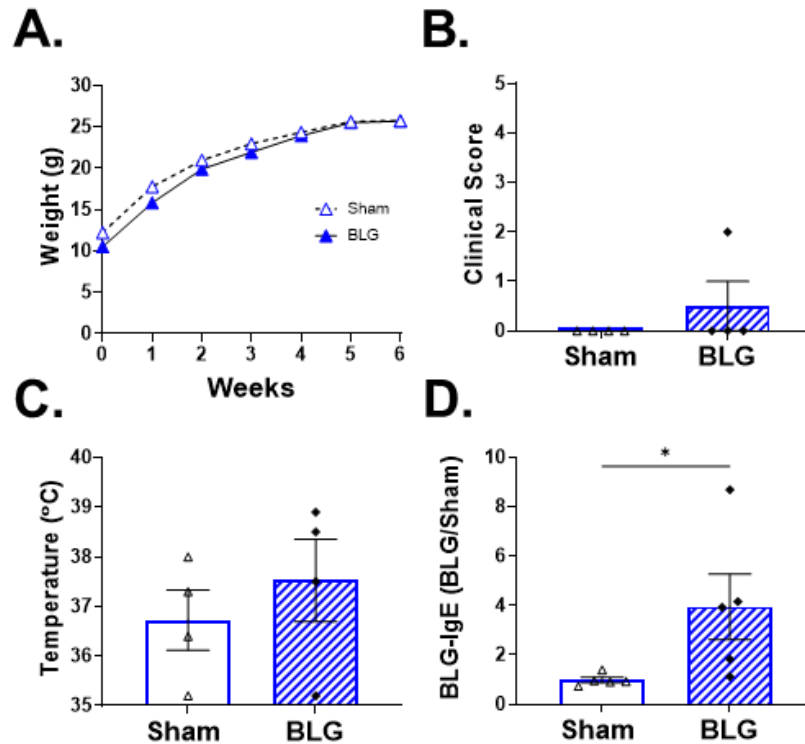 A.
30
25
20
15
10
5
0
Weight (g)
Sham
BLG
0 1 2 3 4 5 6
Weeks
B.
5
4
3
2
1
0
Clinical Score
Sham BLG
C.
40
39
38
37
36
35
Temperature (°C)
Sham BLG
D.
10
8
6
4
2
0
BLG-IgE (BLG/Sham)
*
Sham BLG